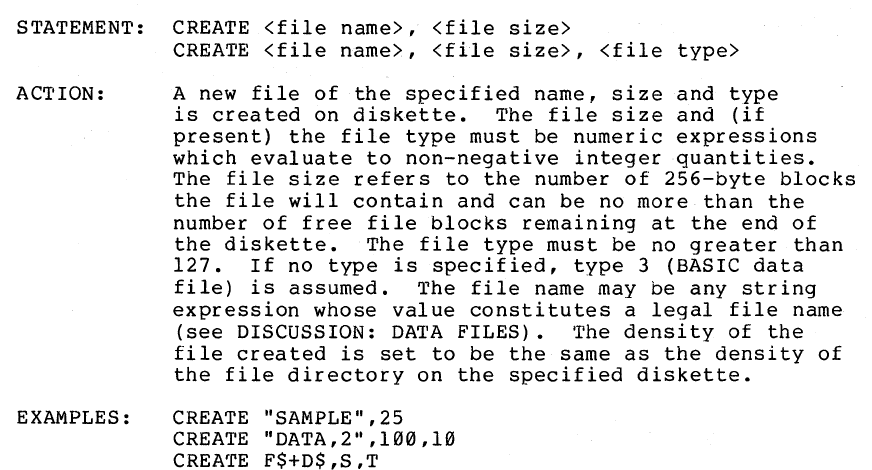 STATEMENT: CREATE <file name>, <file size>
CREATE <file name>, <file size>, <file type>
ACTION: A new file of the specified name, size and type
is created on diskette. The file size and (if
present) the file type must be numeric expressions
which evaluate to non-negative integer quantities.
The file size refers to the number of 256-byte blocks
the file will contain and can be no more than the
number of free file blocks remaining at the end of
the diskette. The file type must be no greater than
127. If no type is specified, type 3 (BASIC data
file) is assumed. The file name may be any string
expression whose value constitutes a legal file name
(see DISCUSSION: DATA FILES). The density of the
file created is set to be the same as the density of
the file directory on the specified diskette.
EXAMPLES: CREATE "SAMPLE",25
CREATE "DATA,2",100,10
CREATE F$+D$,S,T